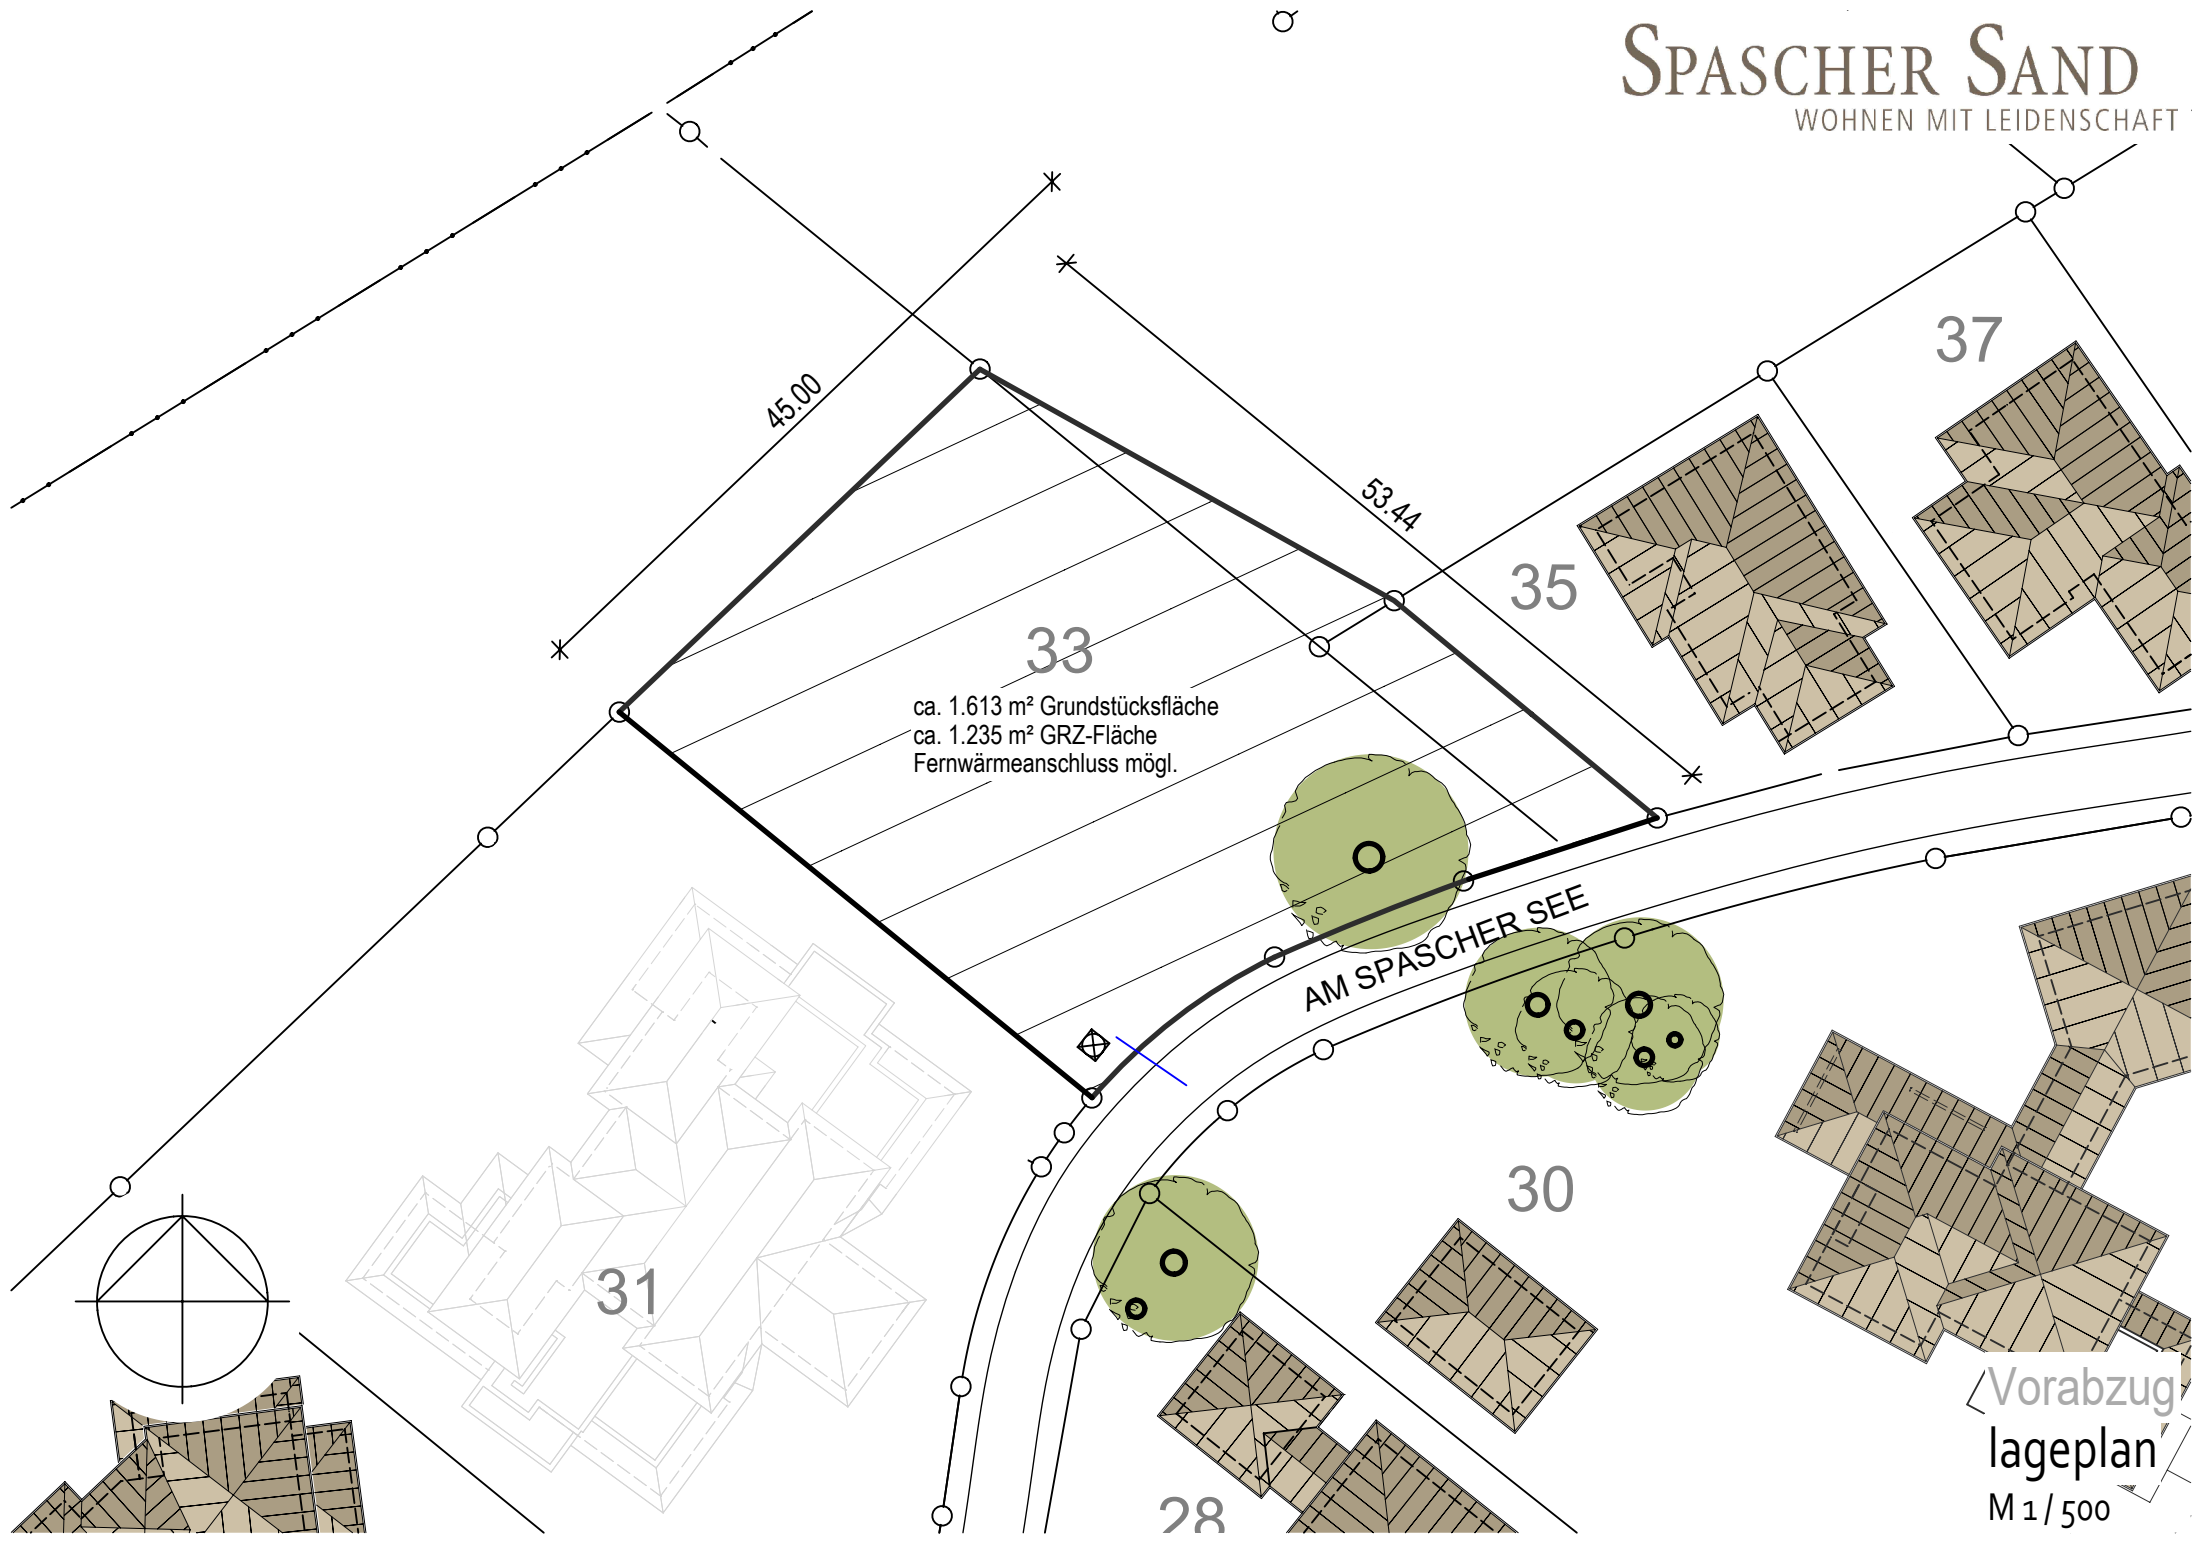 SPASCHER SAND
WOHNEN MIT LEIDENSCHAFT
37
45.00
53.44
35
33
ca. 1.613 m² Grundstücksfläche
ca. 1.235 m² GRZ-Fläche
Fernwärmeanschluss mögl.
AM SPASCHER SEE
30
31
28
Vorabzug
lageplan
M 1 / 500